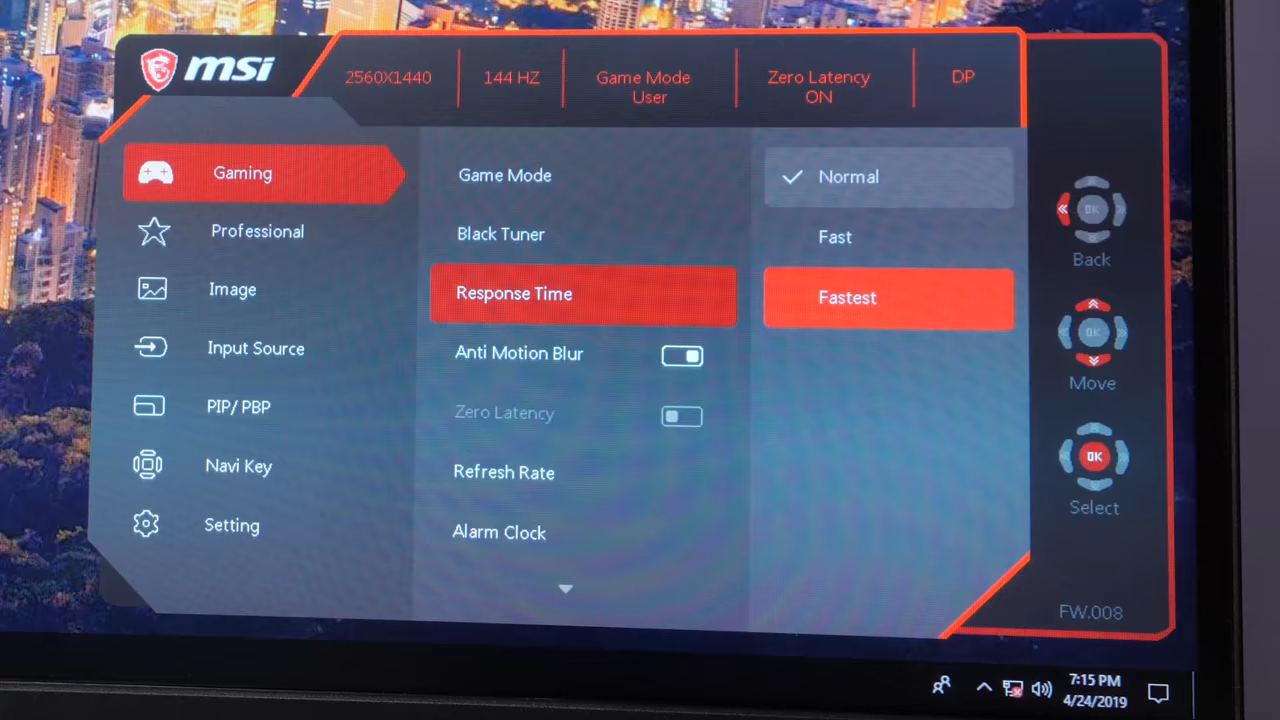 msi
2560X1440
144 HZ
Game Mode
User
Zero Latency
ON
DP
Gaming
Professional
Image
Input Source
PIP/ PBP
Navi Key
Setting
Game Mode
Black Tuner
Response Time
Anti Motion Blur
Zero Latency
Refresh Rate
Alarm Clock
Normal
Fast
Fastest
OK
Back
OK
Move
OK
Select
FW.008
7:15 PM
4/24/2019